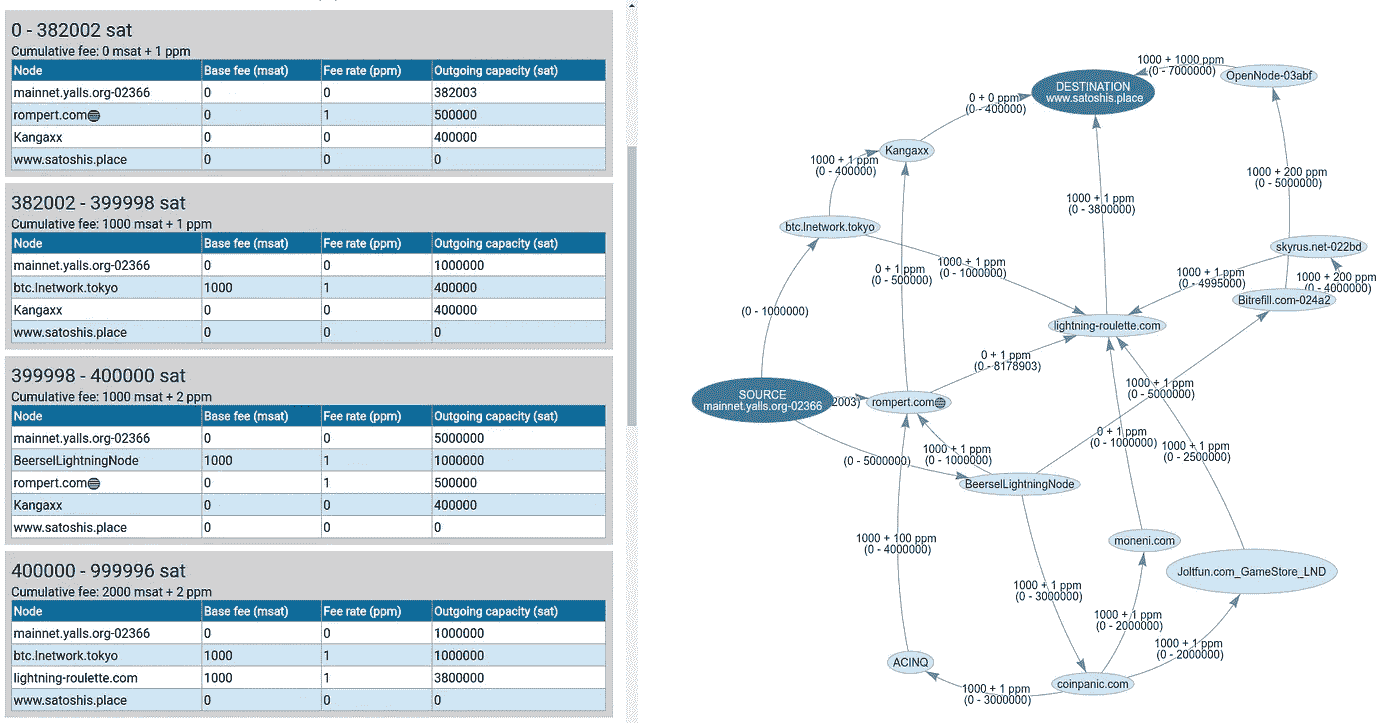 0 - 382002 sat
Cumulative fee: 0 msat + 1 ppm
Node Base fee (msat) Fee rate (ppm) Outgoing capacity (sat)
mainnet.yalls.org-02366 0 0 382003
rompert.com 0 1 500000
Kangaxx 0 0 400000
www.satoshis.place 0 0 0
382002 - 399998 sat
Cumulative fee: 1000 msat + 1 ppm
Node Base fee (msat) Fee rate (ppm) Outgoing capacity (sat)
mainnet.yalls.org-02366 0 0 1000000
btc.lnetwork.tokyo 1000 1 400000
Kangaxx 0 0 400000
www.satoshis.place 0 0 0
399998 - 400000 sat
Cumulative fee: 1000 msat + 2 ppm
Node Base fee (msat) Fee rate (ppm) Outgoing capacity (sat)
mainnet.yalls.org-02366 0 0 5000000
BeerselLightningNode 1000 1 1000000
rompert.com 0 1 500000
Kangaxx 0 0 400000
www.satoshis.place 0 0 0
400000 - 999996 sat
Cumulative fee: 2000 msat + 2 ppm
Node Base fee (msat) Fee rate (ppm) Outgoing capacity (sat)
mainnet.yalls.org-02366 0 0 1000000
btc.lnetwork.tokyo 1000 1 1000000
lightning-roulette.com 1000 1 3800000
www.satoshis.place 0 0 0
1000 + 1000 ppm
(0 - 7000000)
OpenNode-03abf
DESTINATION
www.satoshis.place
0 + 0 ppm
(0 - 400000)
Kangaxx
1000 + 1 ppm
(0 - 400000)
1000 + 200 ppm
(0 - 5000000)
1000 + 1 ppm
(0 - 3800000)
btc.lnetwork.tokyo
skyrus.net-022bd
0 + 1 ppm
(0 - 500000)
1000 + 1 ppm
(0 - 1000000)
1000 + 1 ppm
(0 - 4995000)
1000 + 200 ppm
(0 - 4000000)
Bitrefill.com-024a2
(0 - 1000000)
lightning-roulette.com
0 + 1 ppm
(0 - 8178903)
SOURCE
mainnet.yalls.org-02366
2003)
rompert.com
1000 + 1 ppm
(0 - 5000000)
0 + 1 ppm
(0 - 1000000)
1000 + 1 ppm
(0 - 2500000)
(0 - 5000000)
1000 + 1 ppm
(0 - 1000000)
BeerselLightningNode
1000 + 100 ppm
(0 - 4000000)
moneni.com
Joltfun.com_GameStore_LND
1000 + 1 ppm
(0 - 3000000)
1000 + 1 ppm
(0 - 2000000)
1000 + 1 ppm
(0 - 2000000)
ACINQ
coinpanic.com
1000 + 1 ppm
(0 - 3000000)